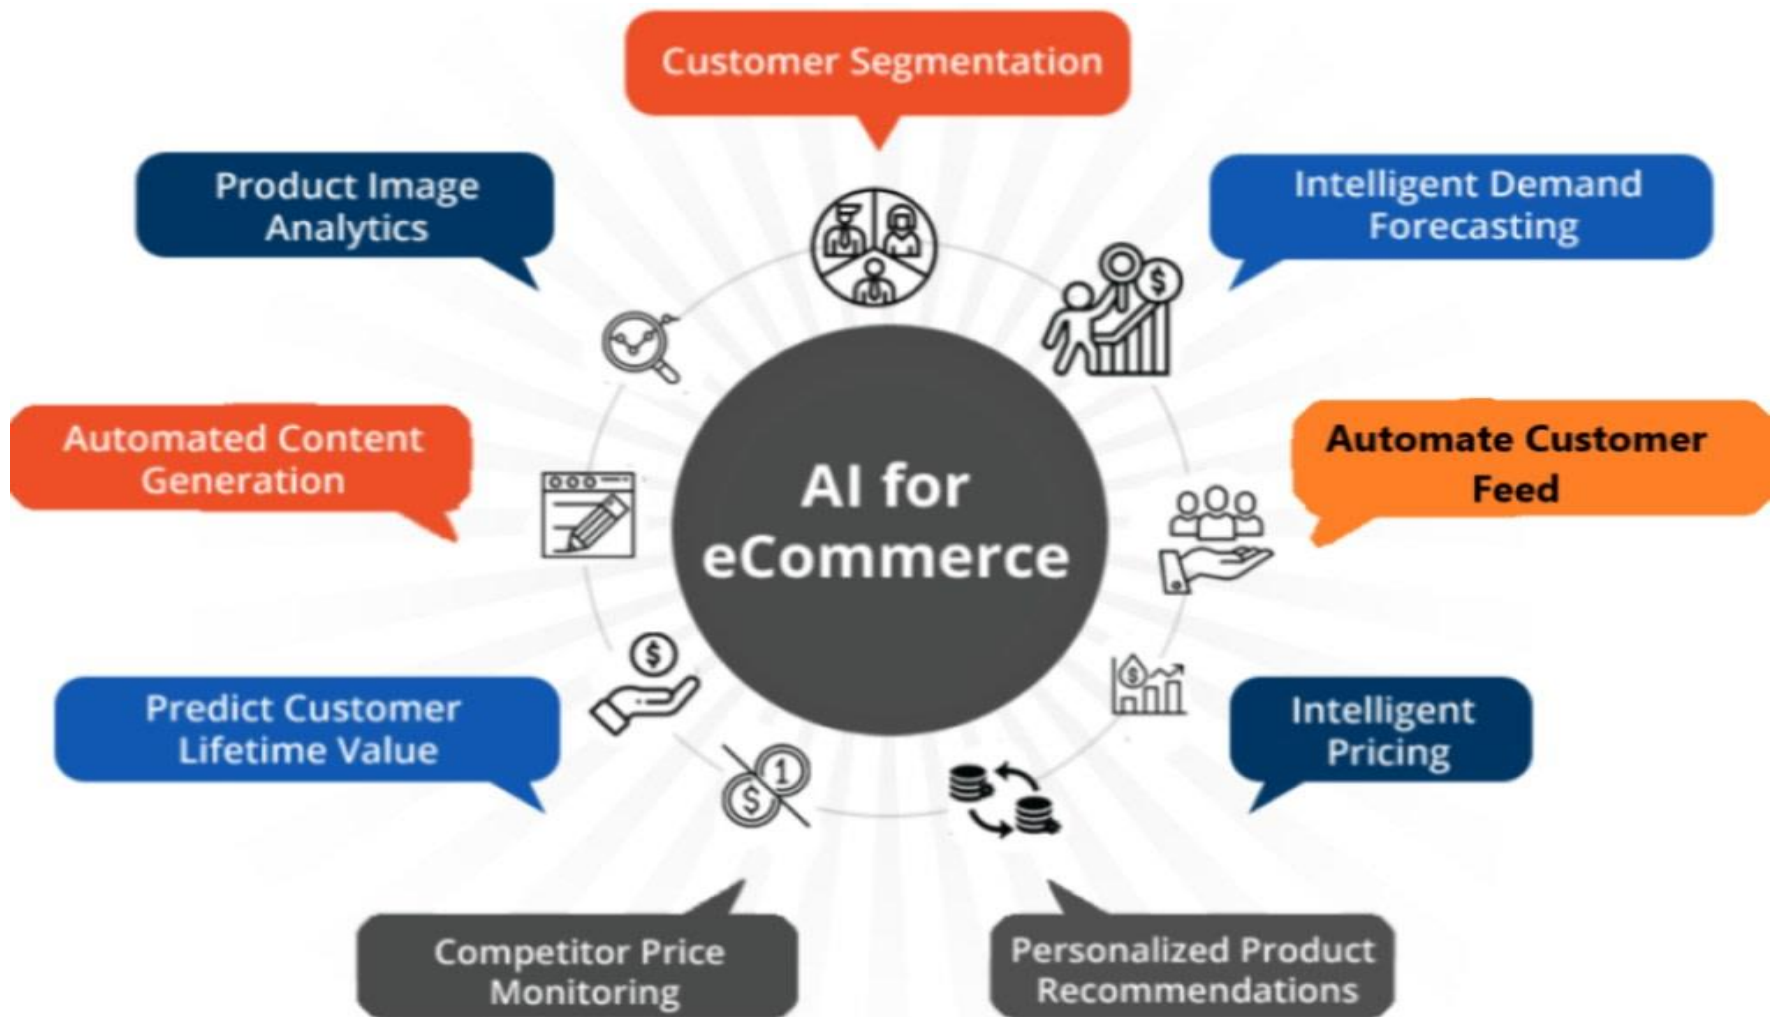 Customer Segmentation
Product Image
Analytics
Intelligent Demand
Forecasting
Automated Content
Generation
AI for
eCommerce
Automate Customer
Feed
Predict Customer
Lifetime Value
Intelligent
Pricing
Competitor Price
Monitoring
Personalized Product
Recommendations
$
$
$
1
$